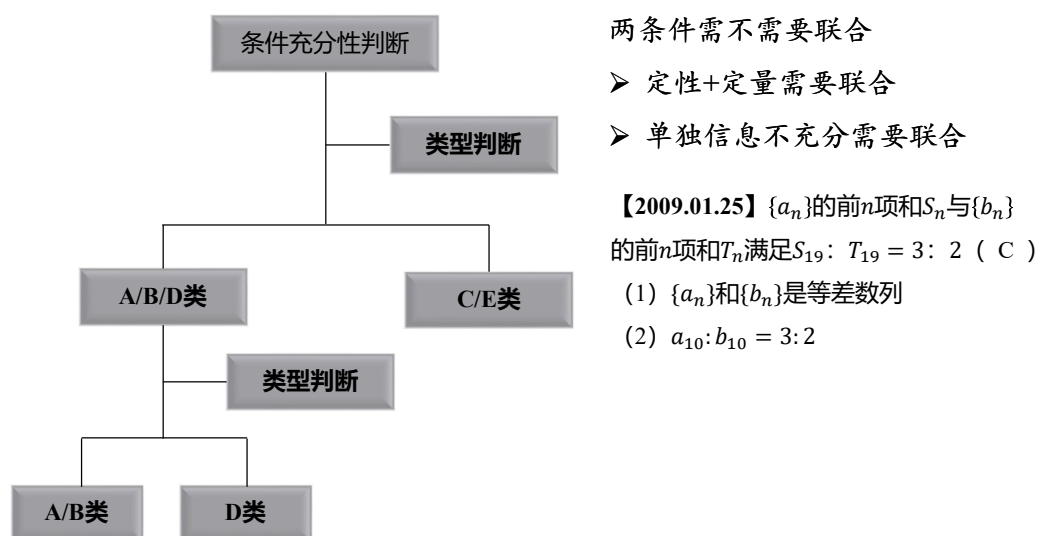 条件充分性判断
类型判断
A/B/D类
C/E类
类型判断
A/B类
D类
两条件需不需要联合
➢ 定性+定量需要联合
➢ 单独信息不充分需要联合
【2009.01.25】{aₙ}的前n项和Sₙ与{bₙ}
的前n项和Tₙ满足S₁₉：T₁₉ = 3：2（ C ）
（1）{aₙ}和{bₙ}是等差数列
（2）a₁₀:b₁₀ = 3:2